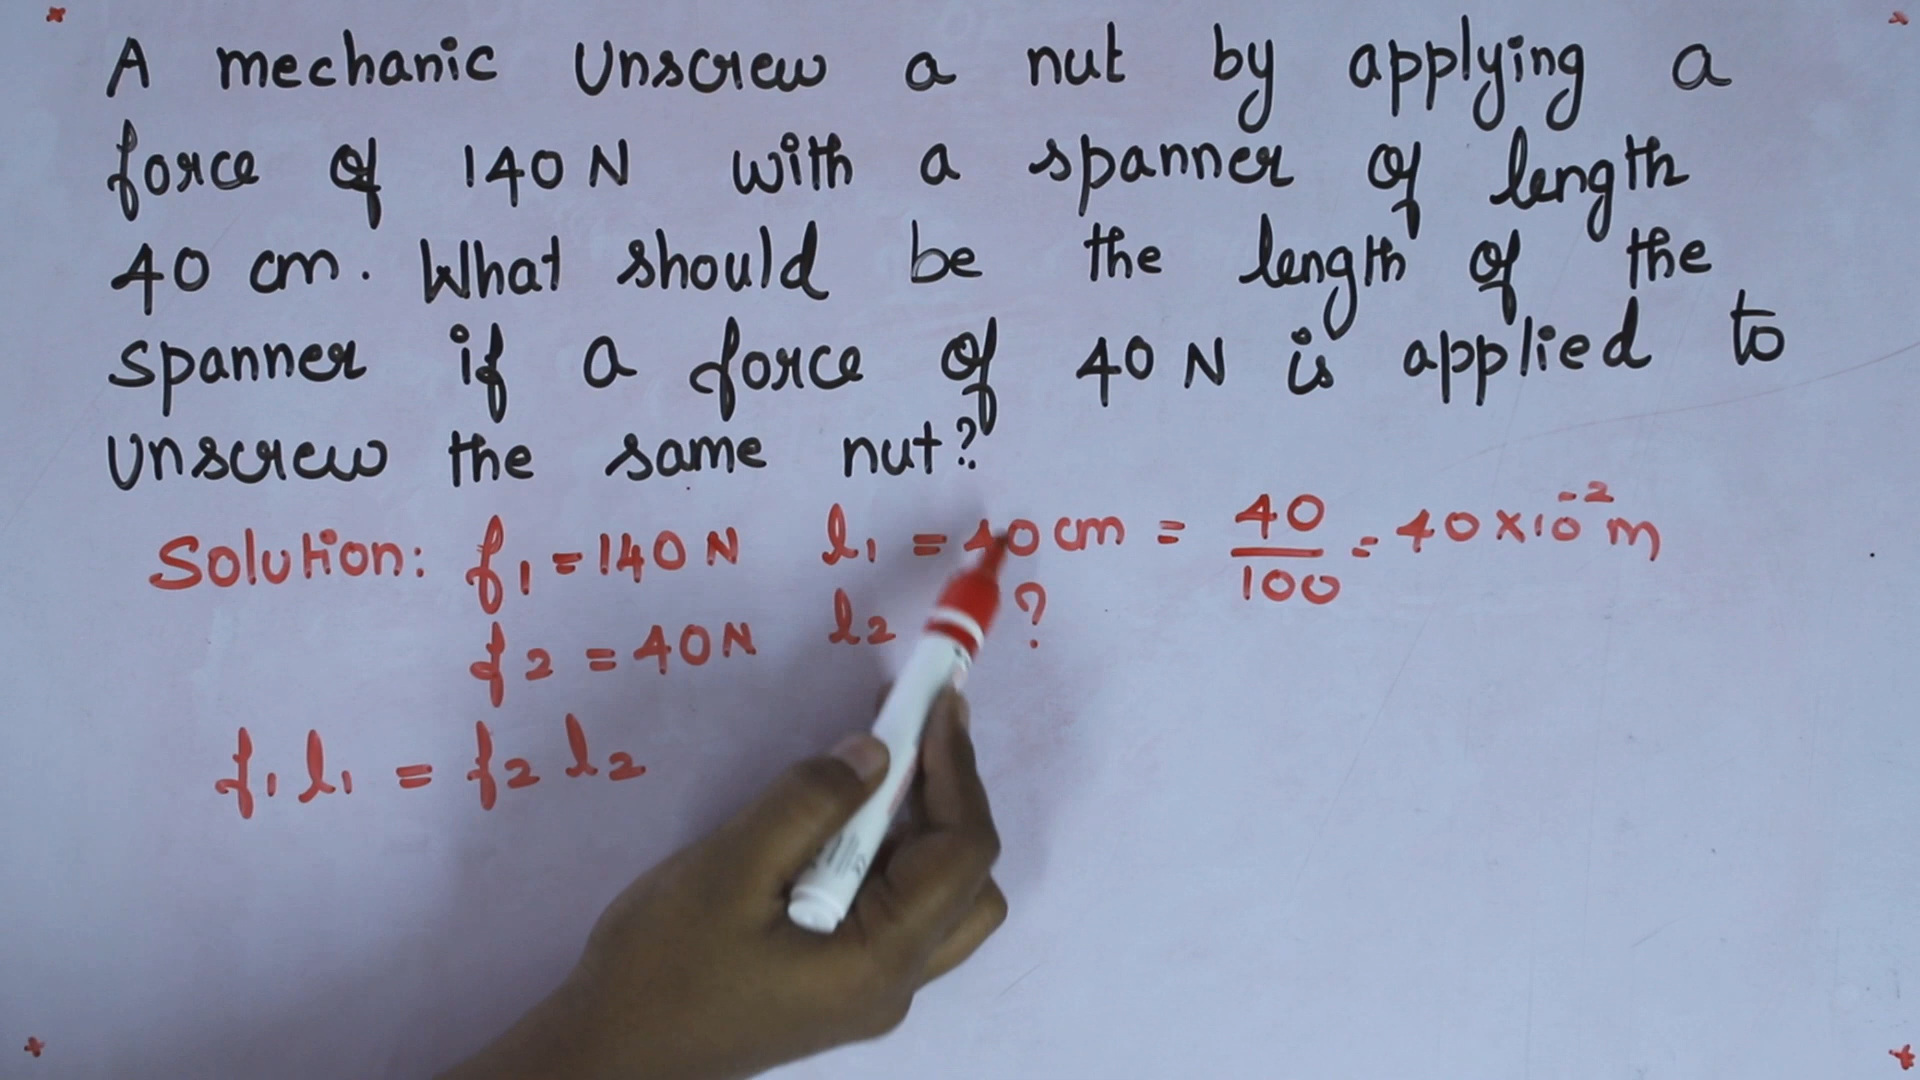 A mechanic Unscrew a nut by applying a
force of 140 N with a spanner of length
40 cm. What should be the length of the
spanner if a force of 40 N is applied to
Unscrew the same nut?
Solution: f₁ = 140 N l₁ = 40 cm = 40/100 = 40 × 10⁻² m
f₂ = 40 N l₂ ?
f₁ l₁ = f₂ l₂